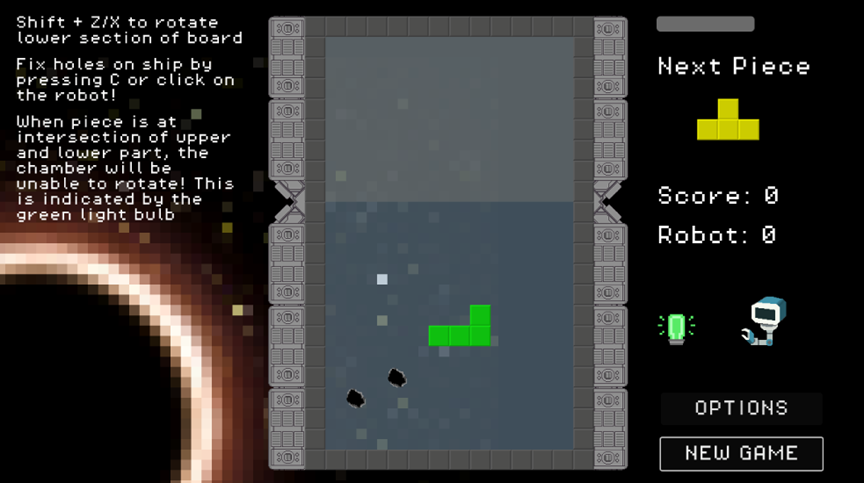 Shift + Z/X to rotate
lower section of board
Fix holes on ship by
pressing C or click on
the robot!
When piece is at
intersection of upper
and lower part, the
chamber will be
unable to rotate! This
is indicated by the
green light bulb
Next Piece
Score: 0
Robot: 0
OPTIONS
NEW GAME